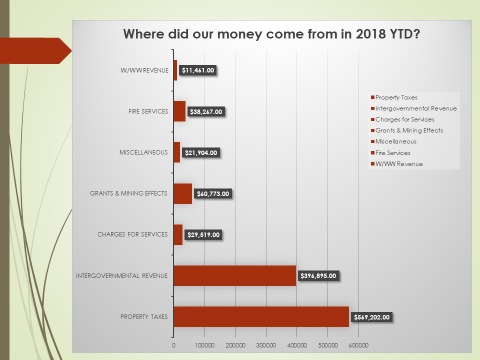 Where did our money come from in 2018 YTD?
W/WW REVENUE
$11,461.00
FIRE SERVICES
$38,267.00
MISCELLANEOUS
$21,904.00
GRANTS & MINING EFFECTS
$60,773.00
CHARGES FOR SERVICES
$29,519.00
INTERGOVERNMENTAL REVENUE
$396,895.00
PROPERTY TAXES
$569,202.00
0 100000 200000 300000 400000 500000 600000
Property Taxes
Intergovernmental Revenue
Charges for Services
Grants & Mining Effects
Miscellaneous
Fire Services
W/WW Revenue